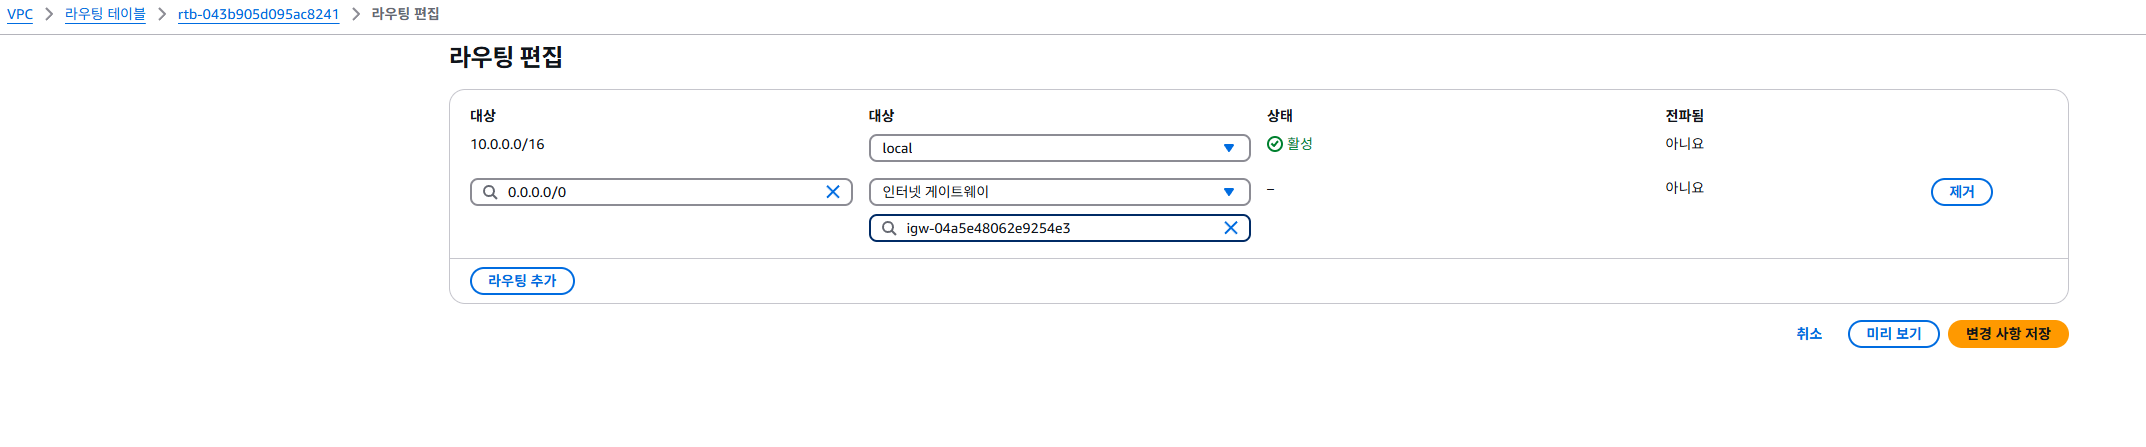 VPC > 라우팅 테이블 > rtb-043b905d095ac8241 > 라우팅 편집
라우팅 편집
대상 대상 상태 전파됨
10.0.0.0/16 local 활성 아니요
0.0.0.0/0 인터넷 게이트웨이 – 아니요 제거
igw-04a5e48062e9254e3
라우팅 추가
취소 미리 보기 변경 사항 저장